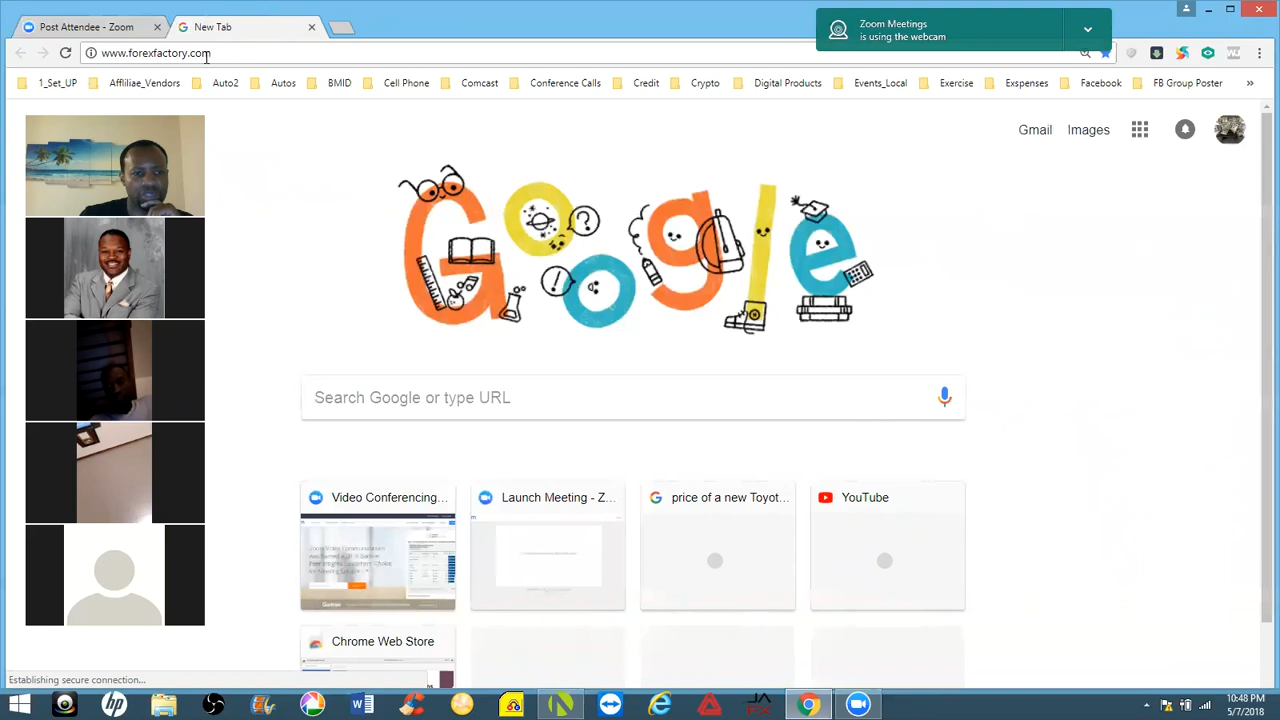 Post Attendee - Zoom
New Tab
Zoom Meetings
is using the webcam
www.forexfactory.com
1_Set_UP
Affliliae_Vendors
Auto2
Autos
BMID
Cell Phone
Comcast
Conference Calls
Credit
Crypto
Digital Products
Events_Local
Exercise
Exspenses
Facebook
FB Group Poster
Gmail
Images
Google
Search Google or type URL
Video Conferencing...
Launch Meeting - Z...
price of a new Toyot...
YouTube
Chrome Web Store
Establishing secure connection...
10:48 PM
5/7/2018